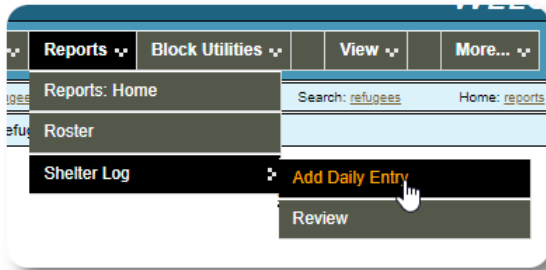 Reports
Block Utilities
View
More...
Reports: Home
Search: refugees
Home: reports
Roster
Shelter Log
Add Daily Entry
Review